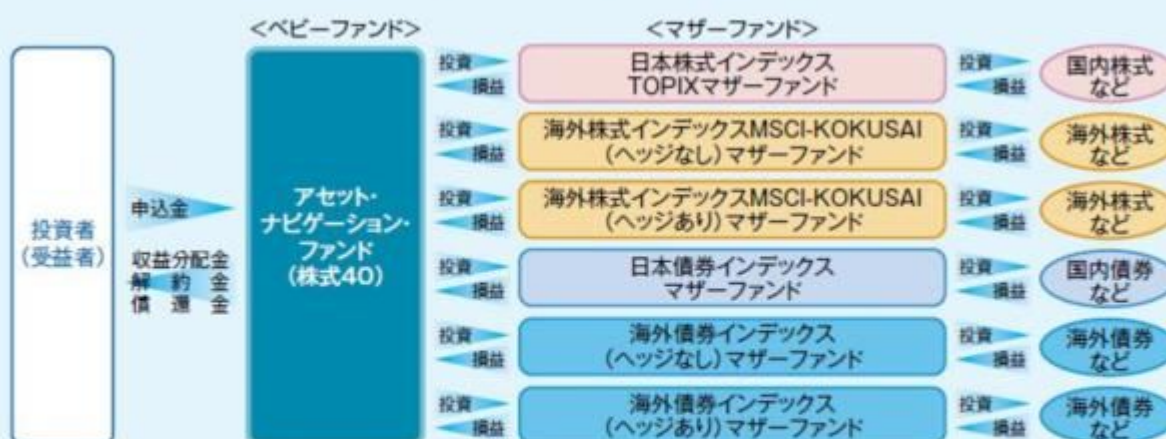 <ベビーファンド>
<マザーファンド>
投資者
(受益者)
申込金
収益分配金
解約金
償還金
アセット・
ナビゲーション・
ファンド
(株式40)
投資
損益
日本株式インデックス
TOPIXマザーファンド
投資
損益
国内株式
など
投資
損益
海外株式インデックスMSCI-KOKUSAI
(ヘッジなし)マザーファンド
投資
損益
海外株式
など
投資
損益
海外株式インデックスMSCI-KOKUSAI
(ヘッジあり)マザーファンド
投資
損益
海外株式
など
投資
損益
日本債券インデックス
マザーファンド
投資
損益
国内債券
など
投資
損益
海外債券インデックス
(ヘッジなし)マザーファンド
投資
損益
海外債券
など
投資
損益
海外債券インデックス
(ヘッジあり)マザーファンド
投資
損益
海外債券
など